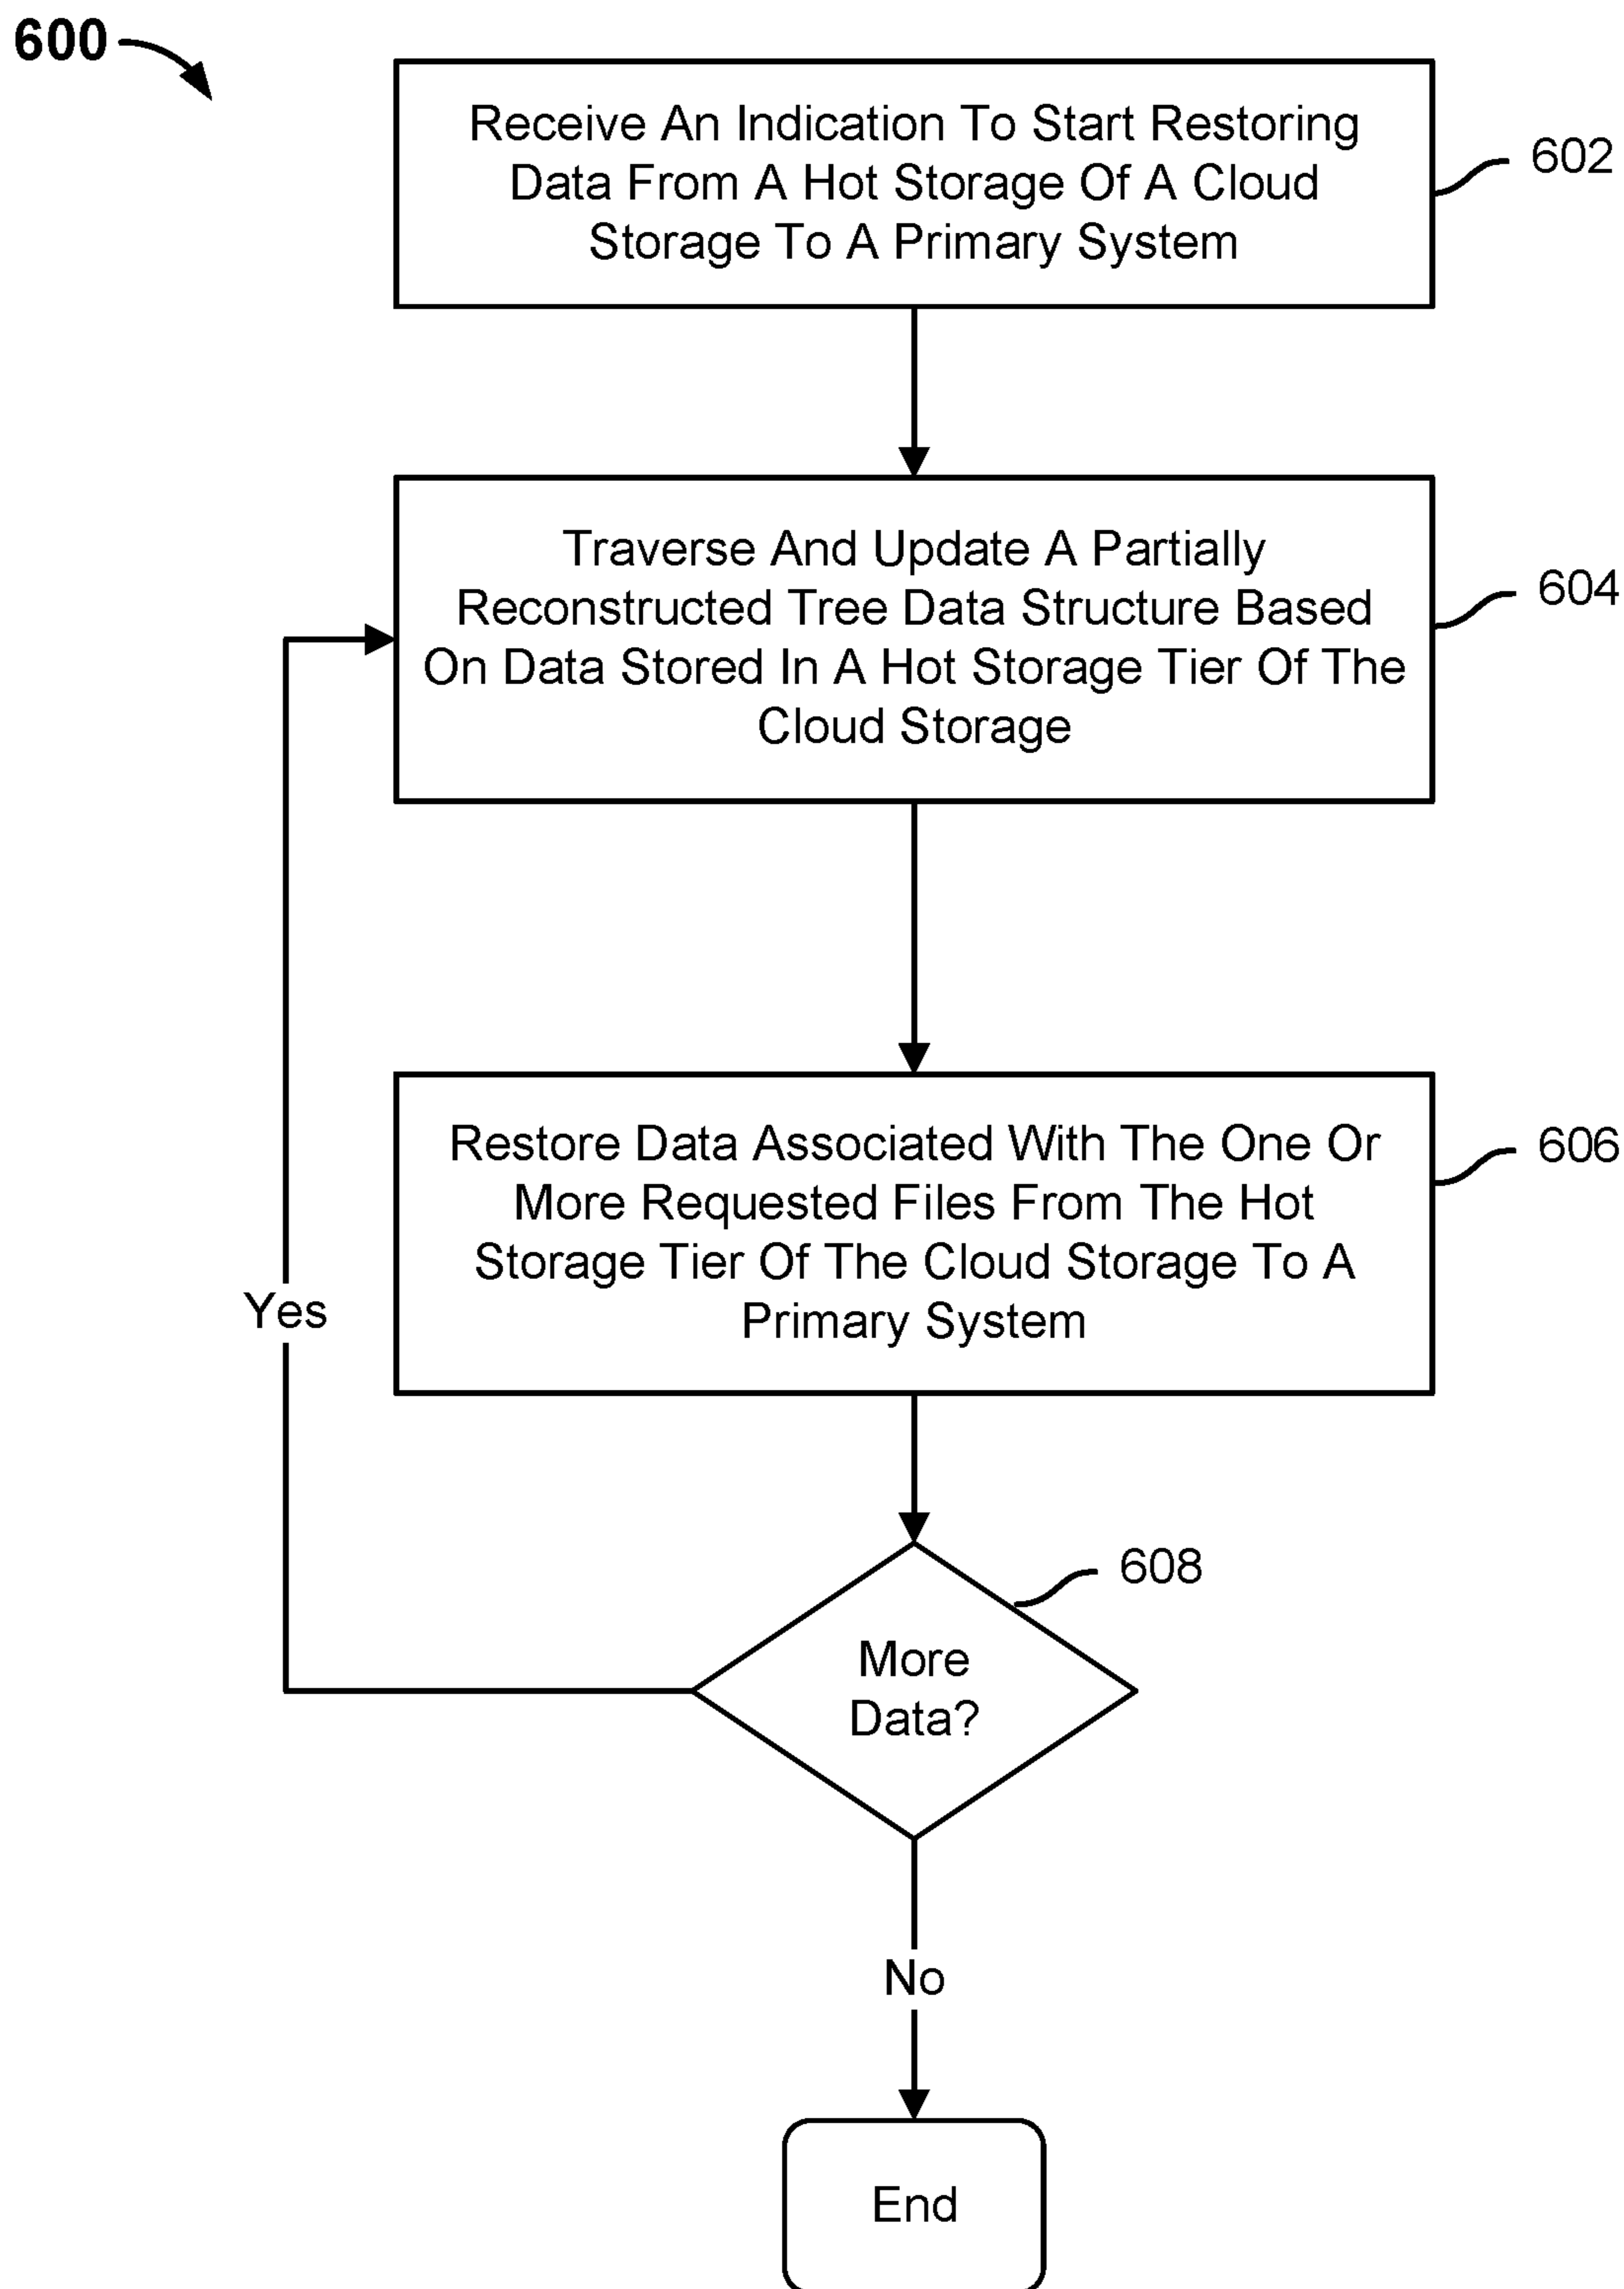 600
Receive An Indication To Start Restoring
Data From A Hot Storage Of A Cloud
Storage To A Primary System
602
Traverse And Update A Partially
Reconstructed Tree Data Structure Based
On Data Stored In A Hot Storage Tier Of The
Cloud Storage
604
Restore Data Associated With The One Or
More Requested Files From The Hot
Storage Tier Of The Cloud Storage To A
Primary System
606
Yes
608
More
Data?
No
End